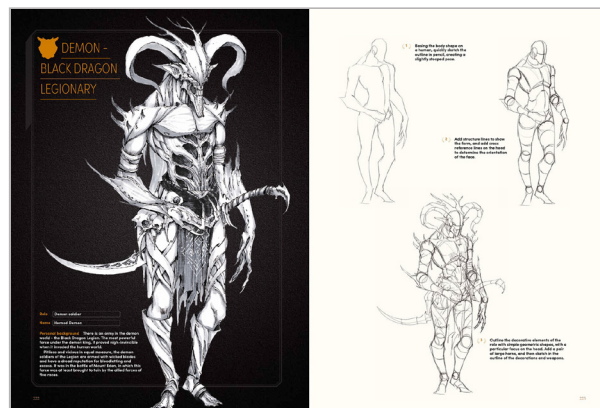 DEMON -
BLACK DRAGON
LEGIONARY
Role Demon soldier
Name Horned Demon
Personal background There is an army in the demon
world – the Black Dragon Legion. The most powerful
force under the demon king, it proved nigh-invincible
when it invaded the human world.
Pitiless and vicious in equal measure, the demon
soldiers of the Legion are armed with wicked blades
and have a dread reputation for bloodletting and
excess. It was in the battle of Mount Eden, in which this
force was at least brought to ruin by the allied forces of
five races.
1
Basing the body shape on
a human, quickly sketch the
outline in pencil, creating a
slightly stooped pose.
2
Add structure lines to show
the form, and add cross
reference lines on the head
to determine the orientation
of the face.
3
Outline the decorative elements of the
role with simple geometric shapes, with a
particular focus on the head. Add a pair
of large horns, and then sketch in the
outline of the decorations and weapons.